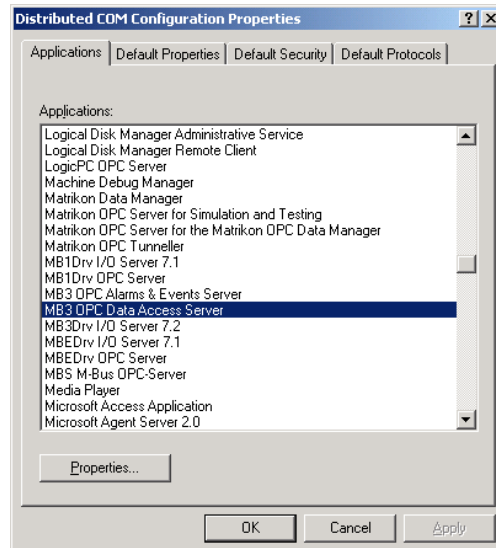 Distributed COM Configuration Properties
Applications
Default Properties
Default Security
Default Protocols
Applications:
Logical Disk Manager Administrative Service
Logical Disk Manager Remote Client
LogicPC OPC Server
Machine Debug Manager
Matrikon Data Manager
Matrikon OPC Server for Simulation and Testing
Matrikon OPC Server for the Matrikon OPC Data Manager
Matrikon OPC Tunneller
MB1Drv I/O Server 7.1
MB1Drv OPC Server
MB3 OPC Alarms & Events Server
MB3 OPC Data Access Server
MB3Drv I/O Server 7.2
MBEDrv I/O Server 7.1
MBEDrv OPC Server
MBS M-Bus OPC-Server
Media Player
Microsoft Access Application
Microsoft Agent Server 2.0
Properties...
OK
Cancel
Apply